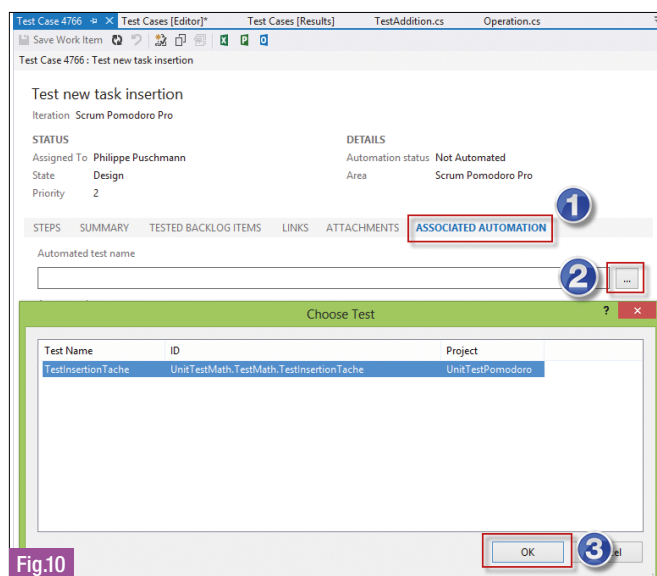 Test Case 4766 Test Cases [Editor]* Test Cases [Results] TestAddition.cs Operation.cs
Save Work Item
Test Case 4766 : Test new task insertion
Test new task insertion
Iteration Scrum Pomodoro Pro
STATUS DETAILS
Assigned To Philippe Puschmann Automation status Not Automated
State Design Area Scrum Pomodoro Pro
Priority 2
1
STEPS SUMMARY TESTED BACKLOG ITEMS LINKS ATTACHMENTS ASSOCIATED AUTOMATION
Automated test name
2 ...
Choose Test ? ×
Test Name ID Project
TestInsertionTache UnitTestMath.TestMath.TestInsertionTache UnitTestPomodoro
OK 3 el
Fig.10